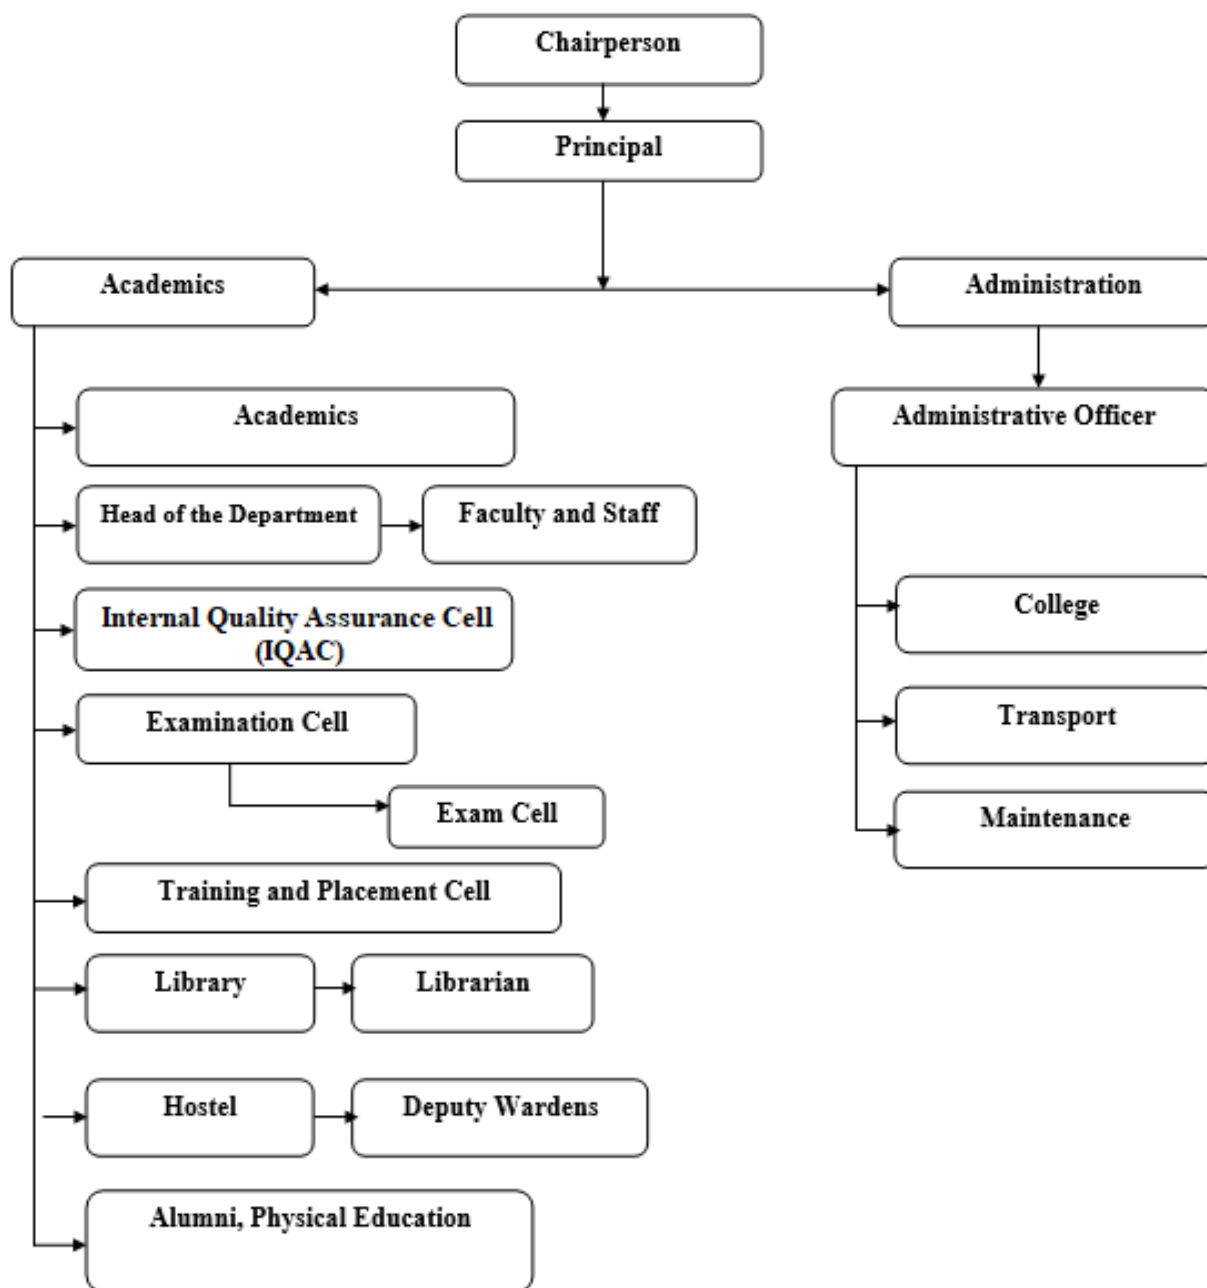 Chairperson
Principal
Academics
Administration
Academics
Administrative Officer
Head of the Department
Faculty and Staff
Internal Quality Assurance Cell
(IQAC)
College
Examination Cell
Transport
Exam Cell
Maintenance
Training and Placement Cell
Library
Librarian
Hostel
Deputy Wardens
Alumni, Physical Education